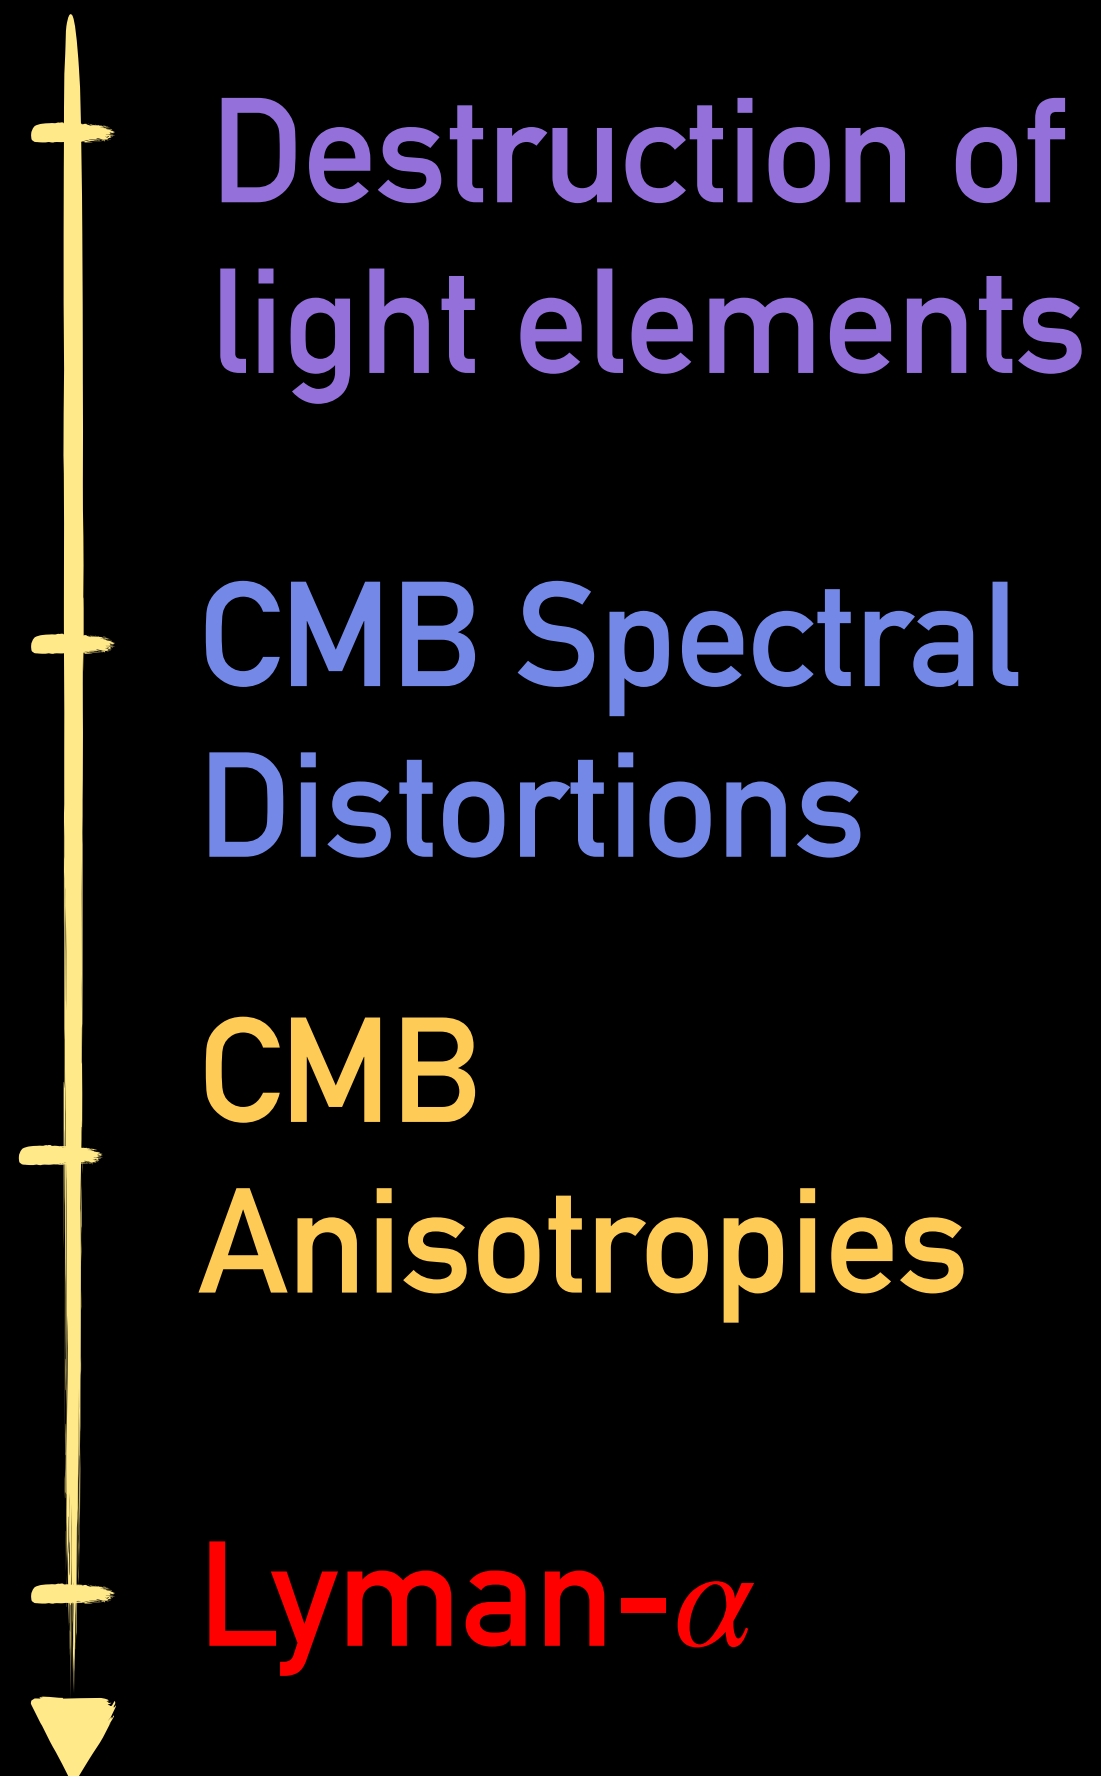 Destruction of
light elements
CMB Spectral
Distortions
CMB
Anisotropies
Lyman-α